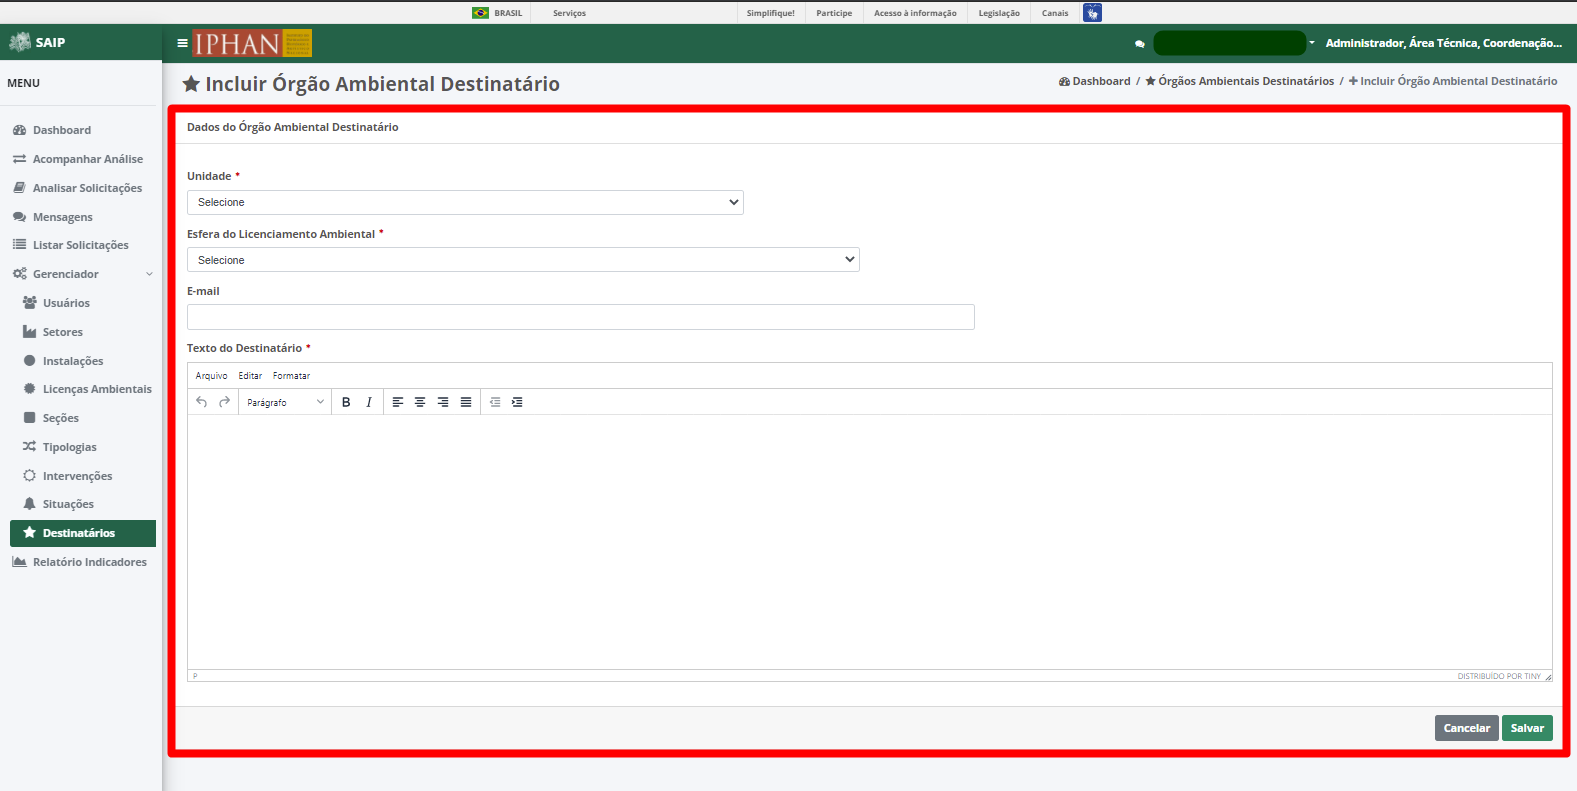 BRASIL Serviços Simplifique! Participe Acesso à informação Legislação Canais
SAIP
IPHAN
Administrador, Área Técnica, Coordenação...
MENU
Incluir Órgão Ambiental Destinatário
Dashboard / Órgãos Ambientais Destinatários / Incluir Órgão Ambiental Destinatário
Dashboard
Acompanhar Análise
Analisar Solicitações
Mensagens
Listar Solicitações
Gerenciador
Usuários
Setores
Instalações
Licenças Ambientais
Seções
Tipologias
Intervenções
Situações
Destinatários
Relatório Indicadores
Dados do Órgão Ambiental Destinatário
Unidade *
Selecione
Esfera do Licenciamento Ambiental *
Selecione
E-mail
Texto do Destinatário *
Arquivo Editar Formatar
Parágrafo B I
P
DISTRIBUÍDO POR TINY
Cancelar Salvar